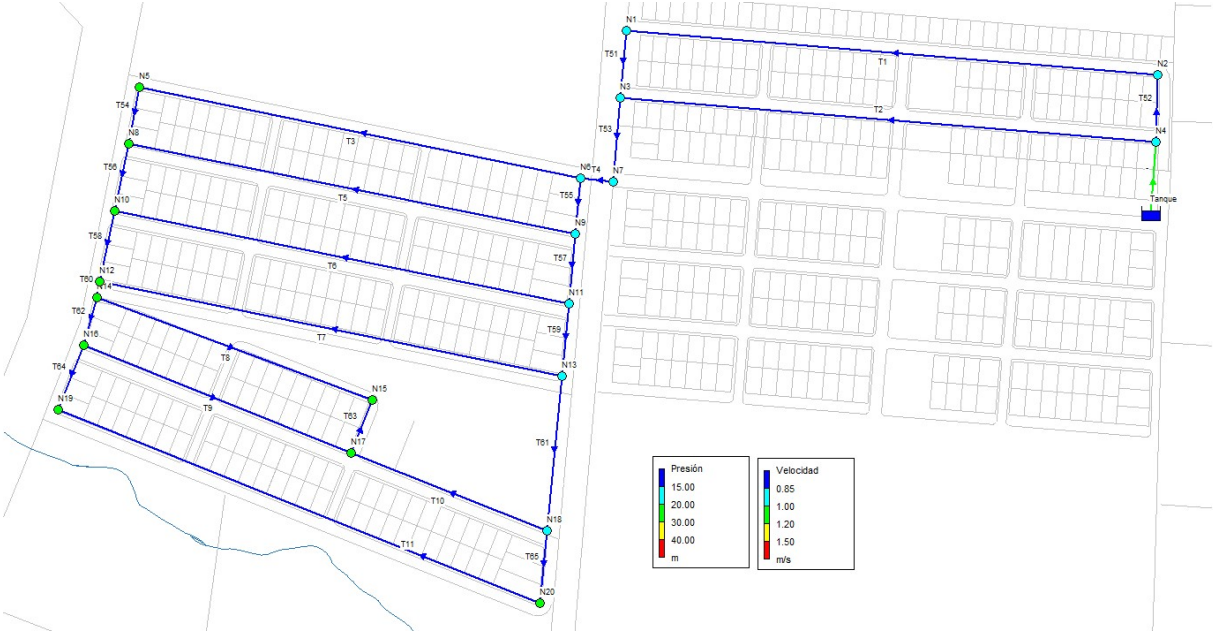 N1
T51
T1
N2
N5
N3
T52
T54
T2
T53
N4
N8
T3
N6
T4
N7
T56
T55
Tanque
T5
N10
N9
T58
T57
T6
N12
T60
N14
N11
T62
T59
T7
N16
T8
N13
T64
N15
T9
T63
N19
N17
T61
T10
N18
T11
T65
N20
Presión
15.00
20.00
30.00
40.00
m
Velocidad
0.85
1.00
1.20
1.50
m/s